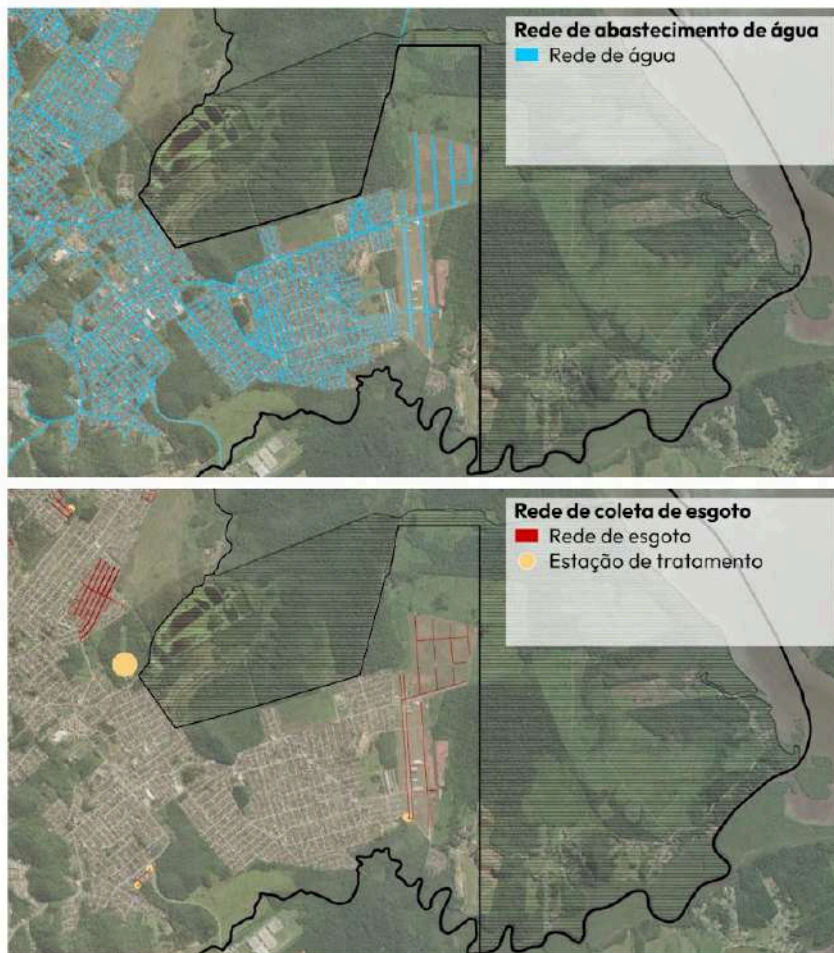 Rede de abastecimento de água
Rede de água
Rede de coleta de esgoto
Rede de esgoto
Estação de tratamento